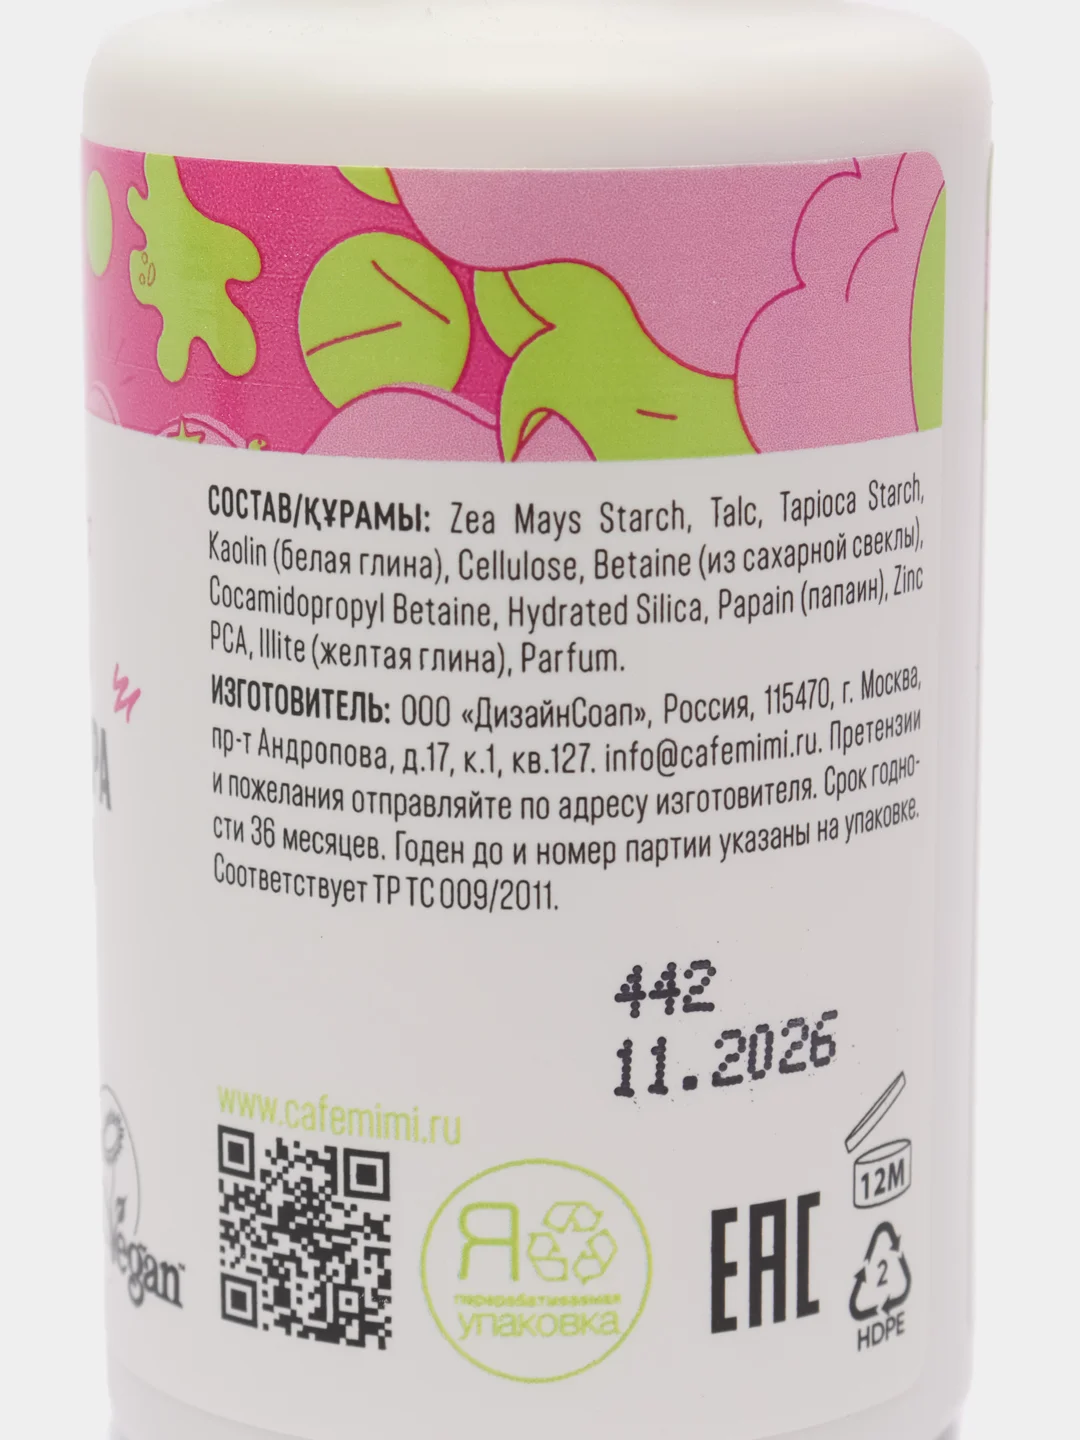 СОСТАВ/ҚҰРАМЫ: Zea Mays Starch, Talc, Tapioca Starch,
Kaolin (белая глина), Cellulose, Betaine (из сахарной свеклы),
Cocamidopropyl Betaine, Hydrated Silica, Papain (папаин), Zinc
PCA, Illite (желтая глина), Parfum.
ИЗГОТОВИТЕЛЬ: ООО «ДизайнСоап», Россия, 115470, г. Москва,
пр-т Андропова, д.17, к.1, кв.127. info@cafemimi.ru. Претензии
и пожелания отправляйте по адресу изготовителя. Срок годно-
сти 36 месяцев. Годен до и номер партии указаны на упаковке.
Соответствует ТР ТС 009/2011.
442
11.2026
www.cafemimi.ru
Я
перерабатываемая
упаковка
EAC
12M
2
HDPE
Vegan